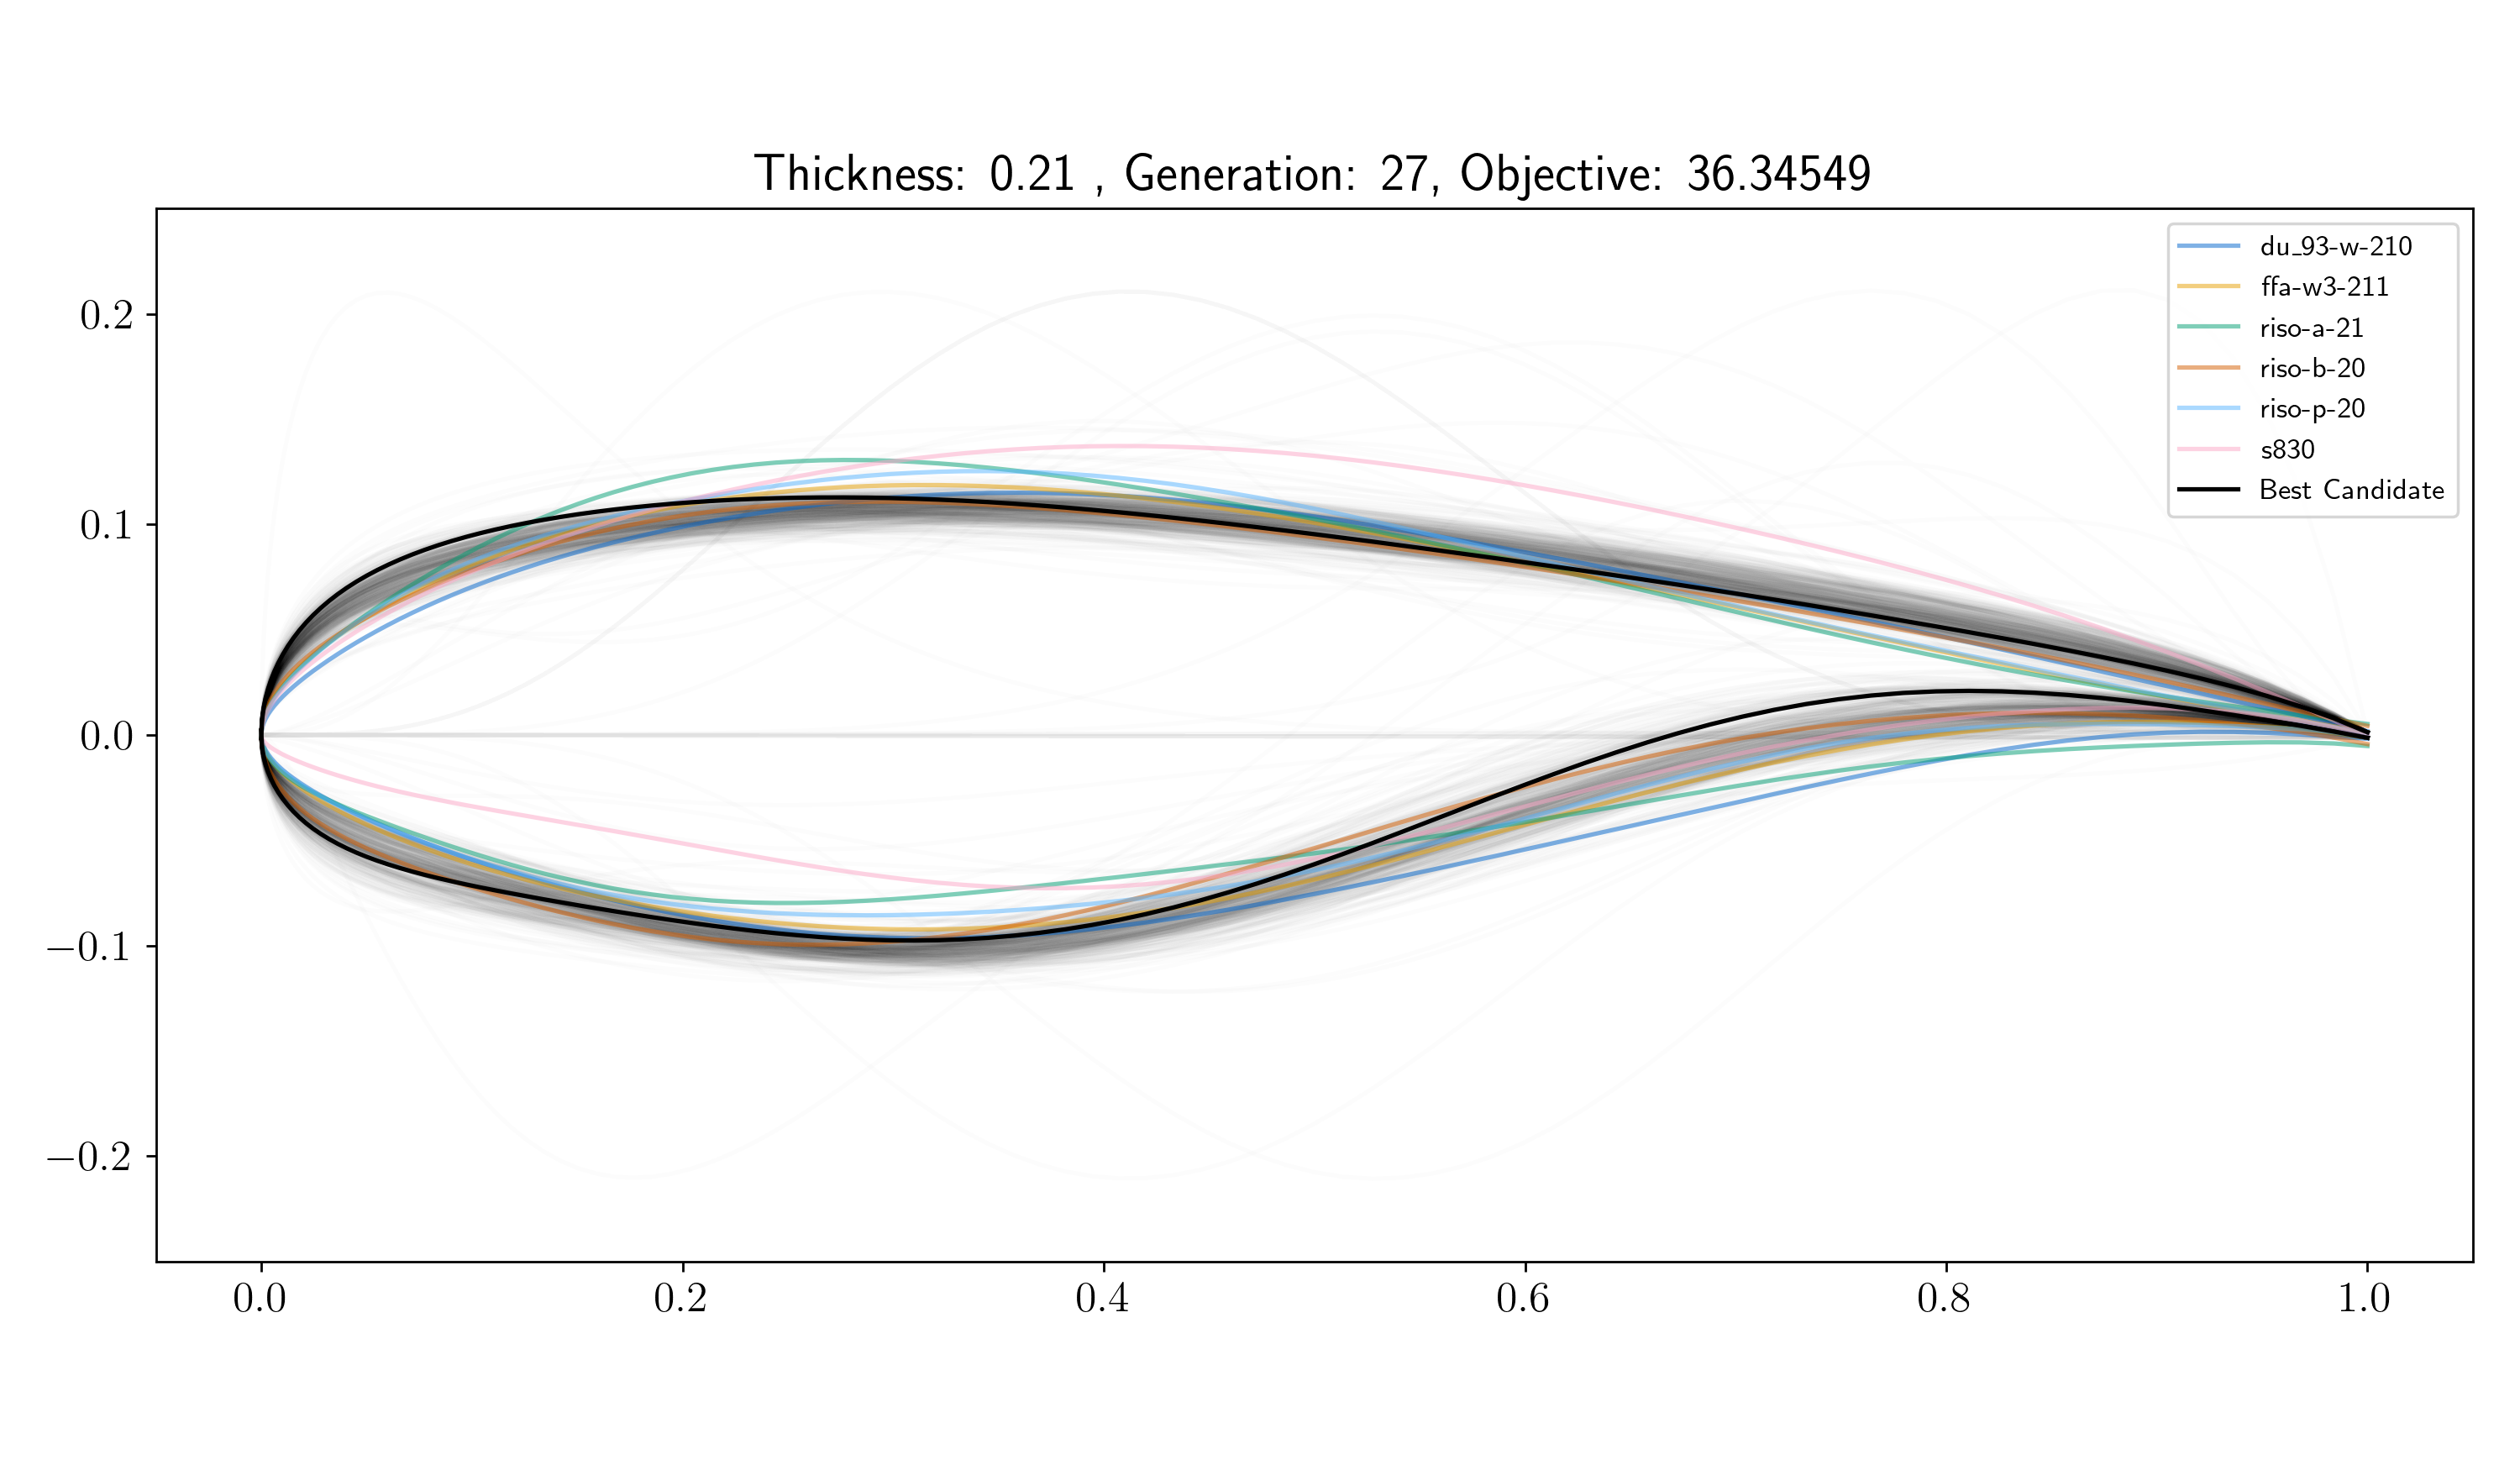 Thickness: 0.21 , Generation: 27, Objective: 36.34549
du_93-w-210
ffa-w3-211
riso-a-21
riso-b-20
riso-p-20
s830
Best Candidate
0.2
0.1
0.0
−0.1
−0.2
0.0 0.2 0.4 0.6 0.8 1.0